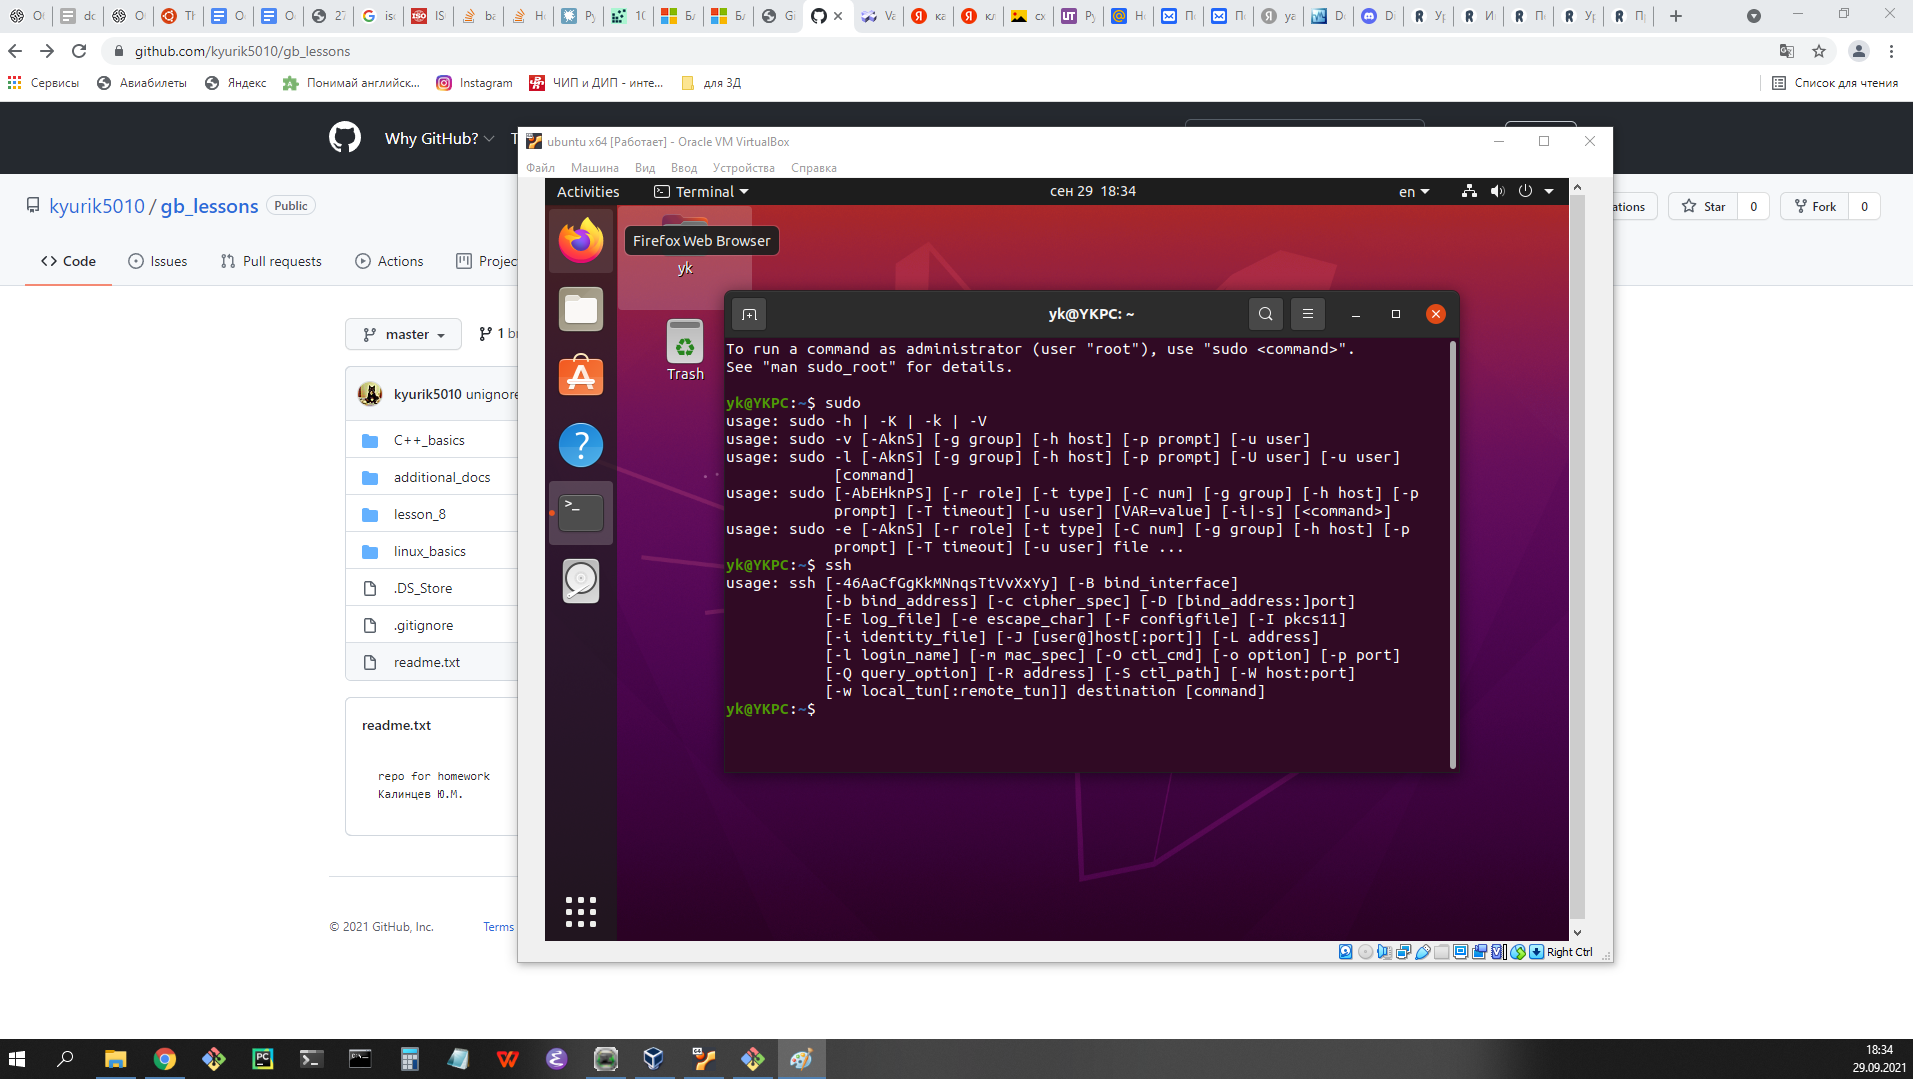 github.com/kyurik5010/gb_lessons
Сервисы
Авиабилеты
Яндекс
Понимай английск...
Instagram
ЧИП и ДИП - инте...
для 3Д
Список для чтения
Why GitHub?
ubuntu x64 [Работает] - Oracle VM VirtualBox
Файл Машина Вид Ввод Устройства Справка
Activities
Terminal
сен 29 18:34
en
kyurik5010 / gb_lessons
Public
Star 0
Fork 0
Code
Issues
Pull requests
Actions
Firefox Web Browser
yk
Trash
master
1
kyurik5010
C++_basics
additional_docs
lesson_8
linux_basics
.DS_Store
.gitignore
readme.txt
readme.txt
repo for homework
Калинцев Ю.М.
© 2021 GitHub, Inc.
Terms
yk@YKPC: ~
To run a command as administrator (user "root"), use "sudo <command>".
See "man sudo_root" for details.
yk@YKPC:~$ sudo
usage: sudo -h | -K | -k | -V
usage: sudo -v [-AknS] [-g group] [-h host] [-p prompt] [-u user]
usage: sudo -l [-AknS] [-g group] [-h host] [-p prompt] [-U user] [-u user]
[command]
usage: sudo [-AbEHknPS] [-r role] [-t type] [-C num] [-g group] [-h host] [-p
prompt] [-T timeout] [-u user] [VAR=value] [-i|-s] [<command>]
usage: sudo -e [-AknS] [-r role] [-t type] [-C num] [-g group] [-h host] [-p
prompt] [-T timeout] [-u user] file ...
yk@YKPC:~$ ssh
usage: ssh [-46AaCfGgKkMNnqsTtVvXxYy] [-B bind_interface]
[-b bind_address] [-c cipher_spec] [-D [bind_address:]port]
[-E log_file] [-e escape_char] [-F configfile] [-I pkcs11]
[-i identity_file] [-J [user@]host[:port]] [-L address]
[-l login_name] [-m mac_spec] [-O ctl_cmd] [-o option] [-p port]
[-Q query_option] [-R address] [-S ctl_path] [-W host:port]
[-w local_tun[:remote_tun]] destination [command]
yk@YKPC:~$
Right Ctrl
18:34
29.09.2021